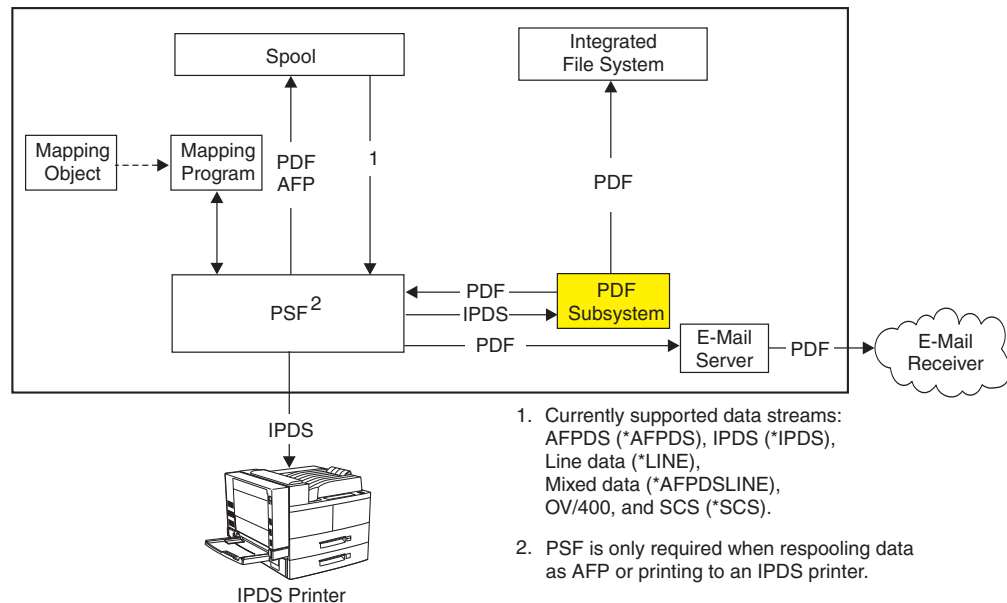 Spool
Integrated
File System
Mapping
Object
Mapping
Program
PDF
AFP
1
PDF
PSF2
PDF
IPDS
PDF
PDF
Subsystem
E-Mail
Server
PDF
E-Mail
Receiver
IPDS
IPDS Printer
1. Currently supported data streams:
AFPDS (*AFPDS), IPDS (*IPDS),
Line data (*LINE),
Mixed data (*AFPDSLINE),
OV/400, and SCS (*SCS).
2. PSF is only required when respooling data
as AFP or printing to an IPDS printer.